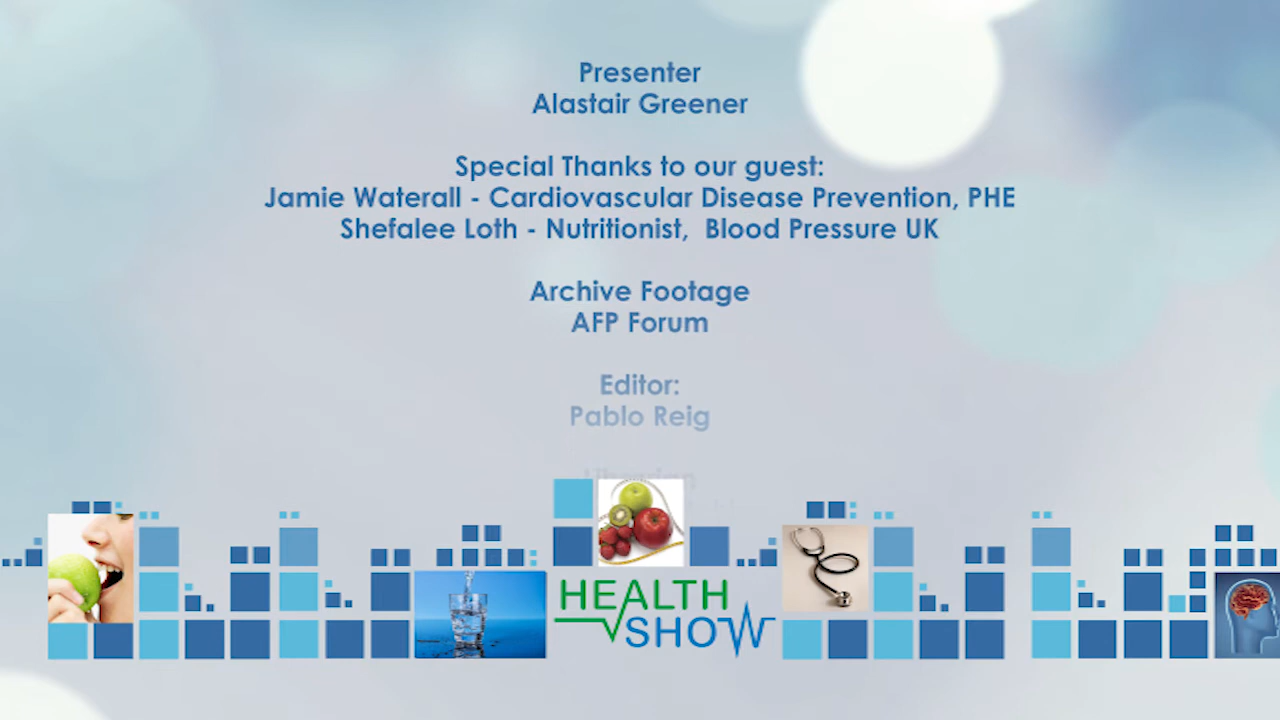 Presenter
Alastair Greener
Special Thanks to our guest:
Jamie Waterall - Cardiovascular Disease Prevention, PHE
Shefalee Loth - Nutritionist, Blood Pressure UK
Archive Footage
AFP Forum
Editor:
Pablo Reig
HEALTH
SHOW